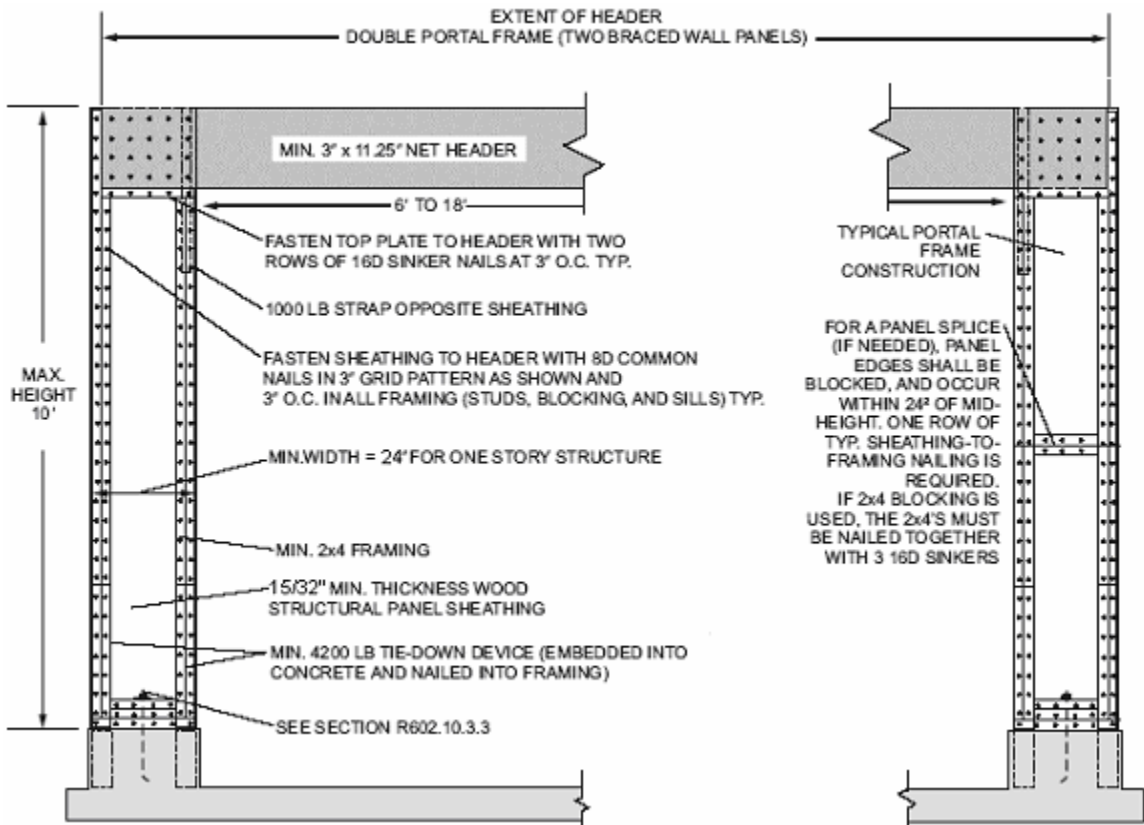 EXTENT OF HEADER
DOUBLE PORTAL FRAME (TWO BRACED WALL PANELS)
MIN. 3" x 11.25" NET HEADER
6' TO 18'
FASTEN TOP PLATE TO HEADER WITH TWO
ROWS OF 16D SINKER NAILS AT 3" O.C. TYP.
1000 LB STRAP OPPOSITE SHEATHING
FASTEN SHEATHING TO HEADER WITH 8D COMMON
NAILS IN 3" GRID PATTERN AS SHOWN AND
3" O.C. IN ALL FRAMING (STUDS, BLOCKING, AND SILLS) TYP.
MAX.
HEIGHT
10'
MIN.WIDTH = 24" FOR ONE STORY STRUCTURE
MIN. 2x4 FRAMING
15/32" MIN. THICKNESS WOOD
STRUCTURAL PANEL SHEATHING
MIN. 4200 LB TIE-DOWN DEVICE (EMBEDDED INTO
CONCRETE AND NAILED INTO FRAMING)
SEE SECTION R602.10.3.3
TYPICAL PORTAL
FRAME
CONSTRUCTION
FOR A PANEL SPLICE
(IF NEEDED), PANEL
EDGES SHALL BE
BLOCKED, AND OCCUR
WITHIN 24² OF MID-
HEIGHT. ONE ROW OF
TYP. SHEATHING-TO-
FRAMING NAILING IS
REQUIRED.
IF 2x4 BLOCKING IS
USED, THE 2x4'S MUST
BE NAILED TOGETHER
WITH 3 16D SINKERS